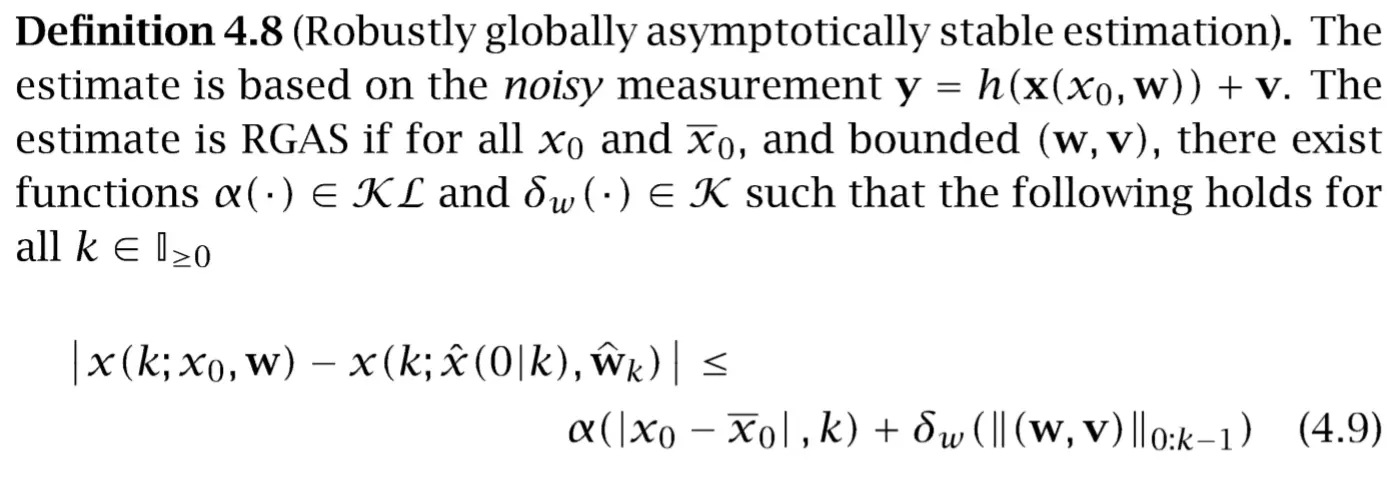 Definition 4.8 (Robustly globally asymptotically stable estimation). The
estimate is based on the noisy measurement 𝐲 = h(𝐱(x₀, 𝐰)) + 𝐯. The
estimate is RGAS if for all x₀ and x̅₀, and bounded (𝐰, 𝐯), there exist
functions α(·) ∈ 𝒦ℒ and δ_w(·) ∈ 𝒦 such that the following holds for
all k ∈ 𝕀≥₀
|x(k; x₀, 𝐰) − x(k; x̂(0|k), 𝐰̂ₖ)| ≤
α(|x₀ − x̅₀|, k) + δ_w(‖(𝐰, 𝐯)‖₀:ₖ₋₁) (4.9)